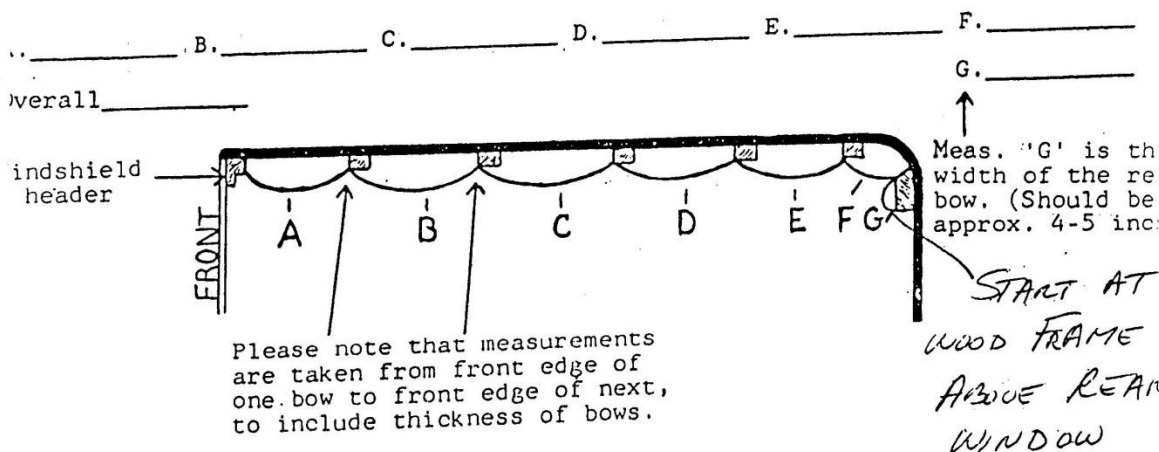 B. C. D. E. F.
G.
verall
indshield
header
FRONT
A B C D E F G
Meas. 'G' is th
width of the re
bow. (Should be
approx. 4-5 inc
Please note that measurements
are taken from front edge of
one bow to front edge of next,
to include thickness of bows.
START AT
WOOD FRAME
ABOVE REAR
WINDOW